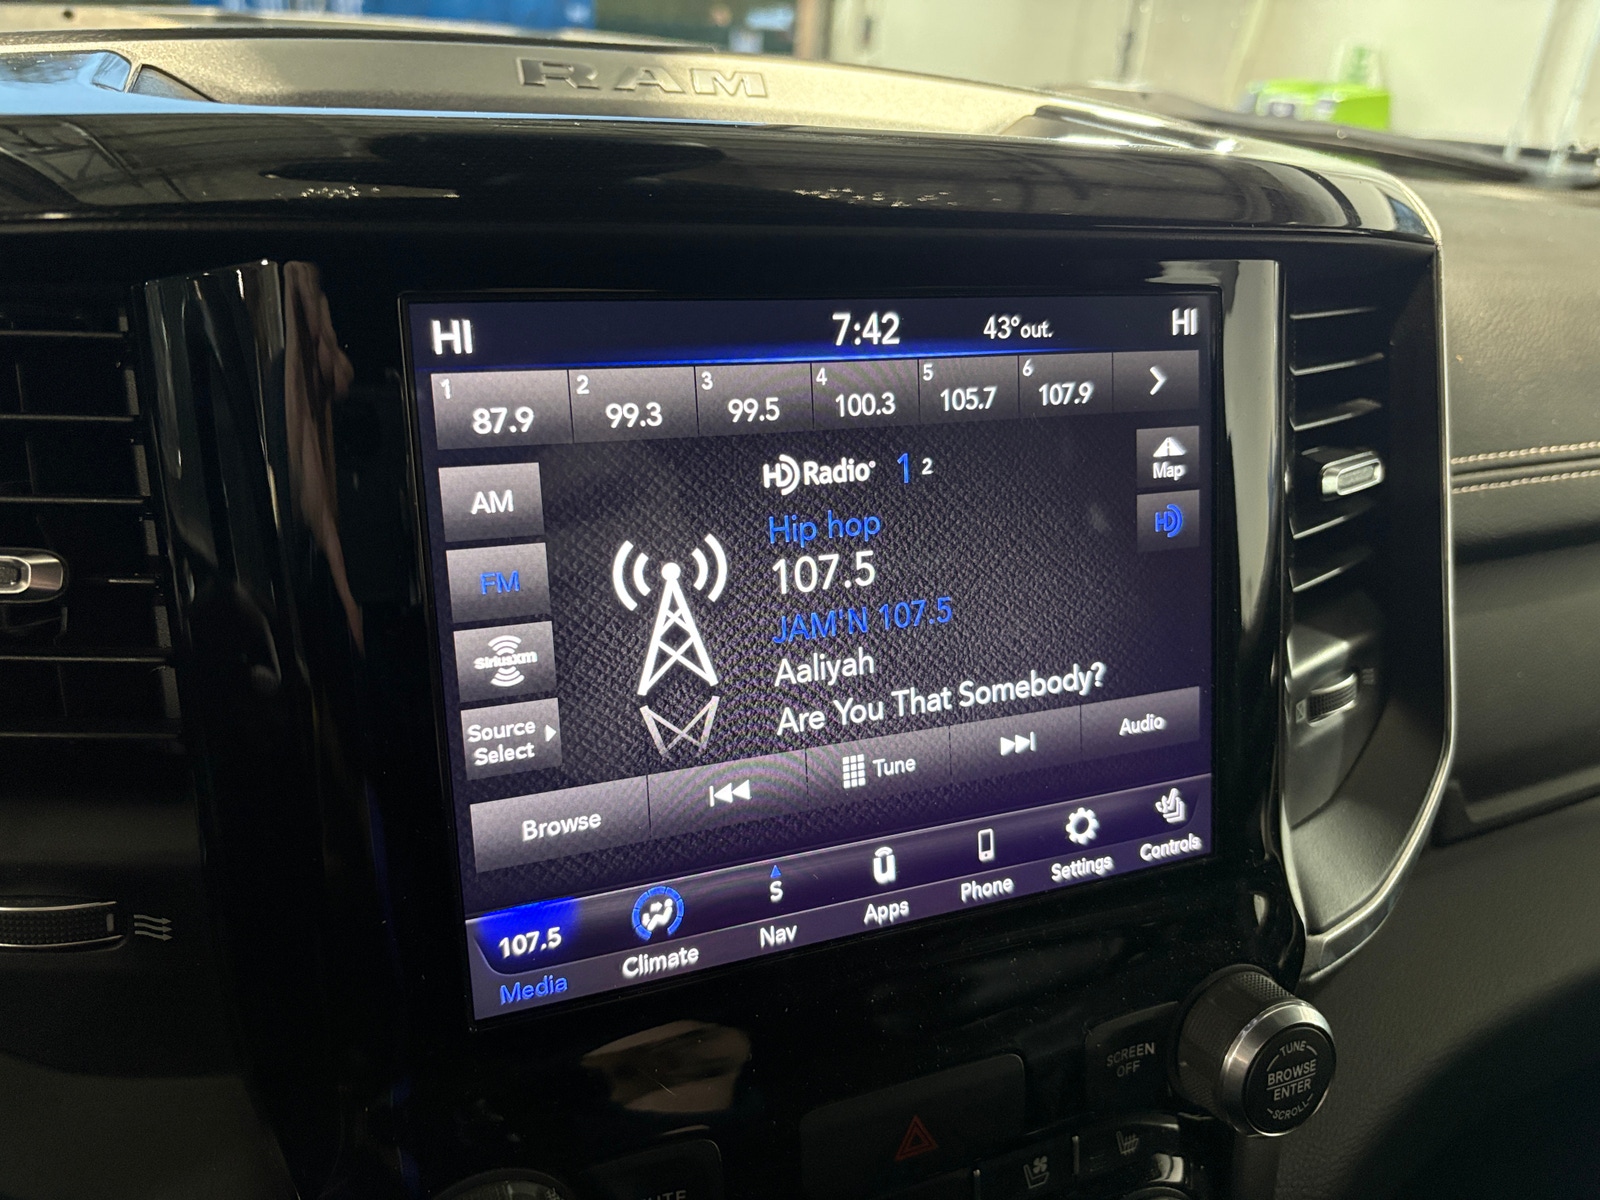 RAM
HI 7:42 43° out. HI
1 87.9 2 99.3 3 99.5 4 100.3 5 105.7 6 107.9
HD Radio 1 2
Map
AM
HD
Hip hop
107.5
FM
JAM'N 107.5
SiriusXM
Aaliyah
Are You That Somebody?
Source
Select
Browse Tune Audio
107.5
S
Media Climate Nav Apps Phone Settings Controls
SCREEN
OFF
TUNE
BROWSE
ENTER
SCROLL